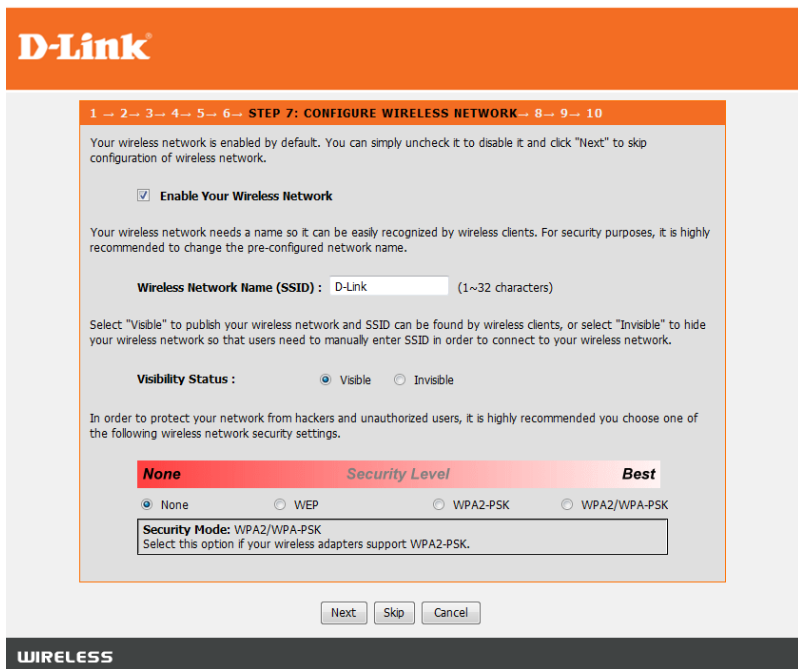 D-Link
1 → 2→ 3→ 4→ 5→ 6→ STEP 7: CONFIGURE WIRELESS NETWORK→ 8→ 9→ 10
Your wireless network is enabled by default. You can simply uncheck it to disable it and click "Next" to skip
configuration of wireless network.
Enable Your Wireless Network
Your wireless network needs a name so it can be easily recognized by wireless clients. For security purposes, it is highly
recommended to change the pre-configured network name.
Wireless Network Name (SSID) : D-Link (1~32 characters)
Select "Visible" to publish your wireless network and SSID can be found by wireless clients, or select "Invisible" to hide
your wireless network so that users need to manually enter SSID in order to connect to your wireless network.
Visibility Status : Visible Invisible
In order to protect your network from hackers and unauthorized users, it is highly recommended you choose one of
the following wireless network security settings.
None Security Level Best
None WEP WPA2-PSK WPA2/WPA-PSK
Security Mode: WPA2/WPA-PSK
Select this option if your wireless adapters support WPA2-PSK.
Next Skip Cancel
WIRELESS